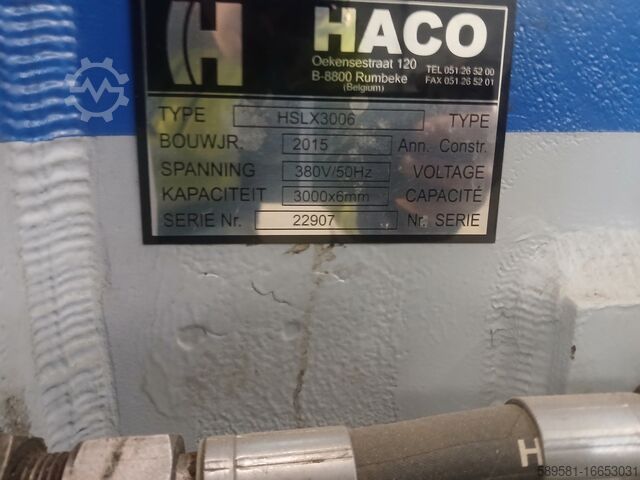 H HACO
Oekensestraat 120
B-8800 Rumbeke
(Belgium)
TEL 051.26 52 00
FAX 051.26 52 01
TYPE HSLX3006 TYPE
BOUWJR. 2015 Ann. Constr.
SPANNING 380V/50Hz VOLTAGE
KAPACITEIT 3000x6mm CAPACITÉ
SERIE Nr. 22907 Nr. SERIE
H
589581-16653031